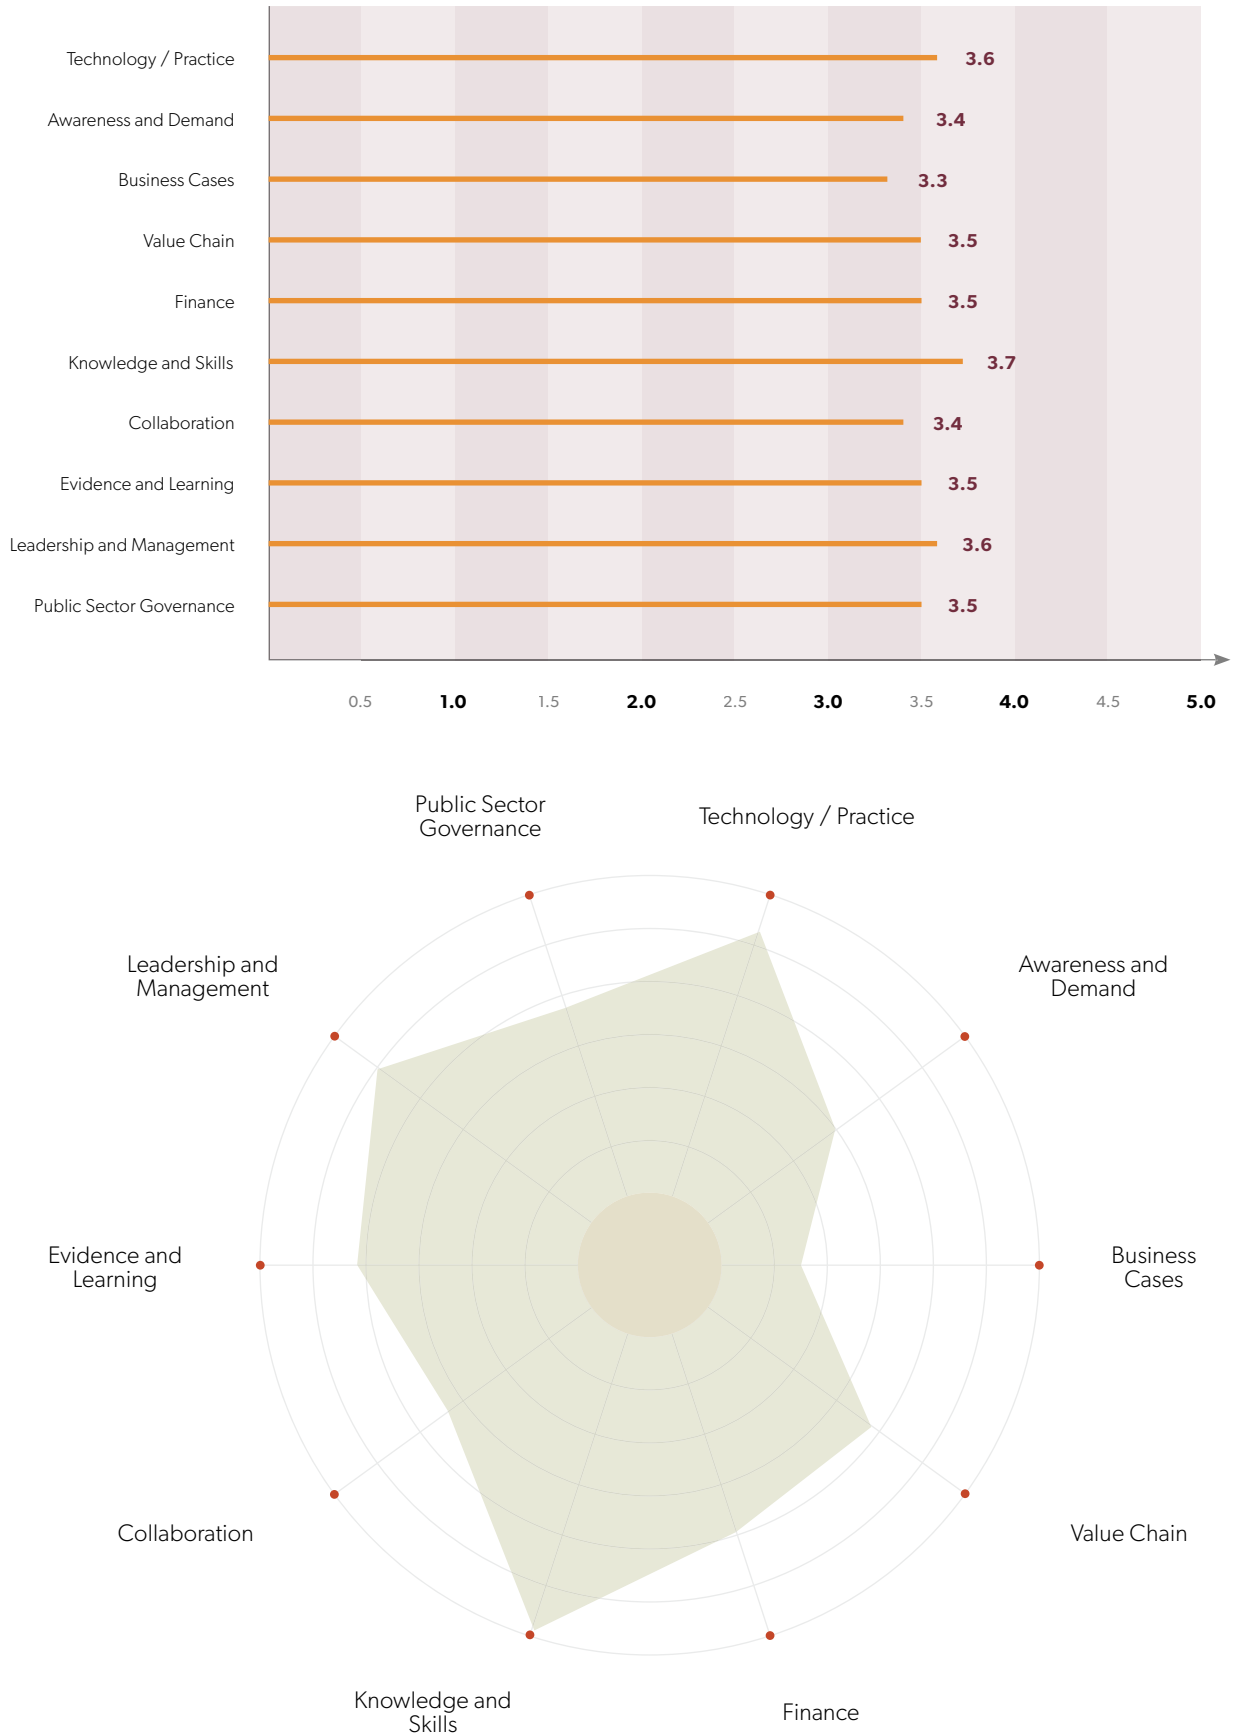 Technology / Practice 3.6
Awareness and Demand 3.4
Business Cases 3.3
Value Chain 3.5
Finance 3.5
Knowledge and Skills 3.7
Collaboration 3.4
Evidence and Learning 3.5
Leadership and Management 3.6
Public Sector Governance 3.5
0.5 1.0 1.5 2.0 2.5 3.0 3.5 4.0 4.5 5.0
Public Sector
Governance
Technology / Practice
Leadership and
Management
Awareness and
Demand
Evidence and
Learning
Business
Cases
Collaboration
Value Chain
Knowledge and
Skills
Finance